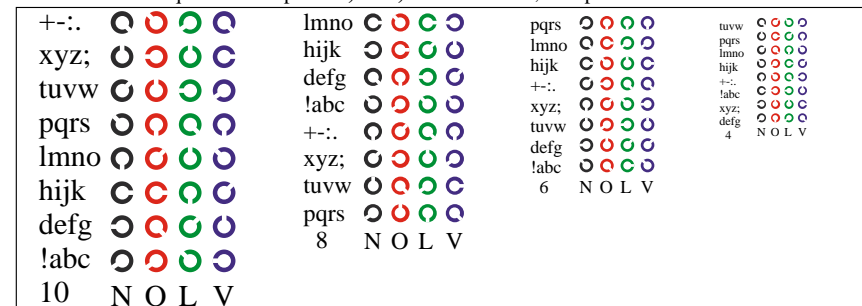 +-:.
xyz;
tuvw
pqrs
lmno
hijk
defg
!abc
10 N O L V
lmno
hijk
defg
!abc
+-:.
xyz;
tuvw
pqrs
8 N O L V
pqrs
lmno
hijk
+-:.
xyz;
tuvw
defg
!abc
6 N O L V
tuvw
pqrs
lmno
hijk
+-:.
!abc
xyz;
defg
4 N O L V